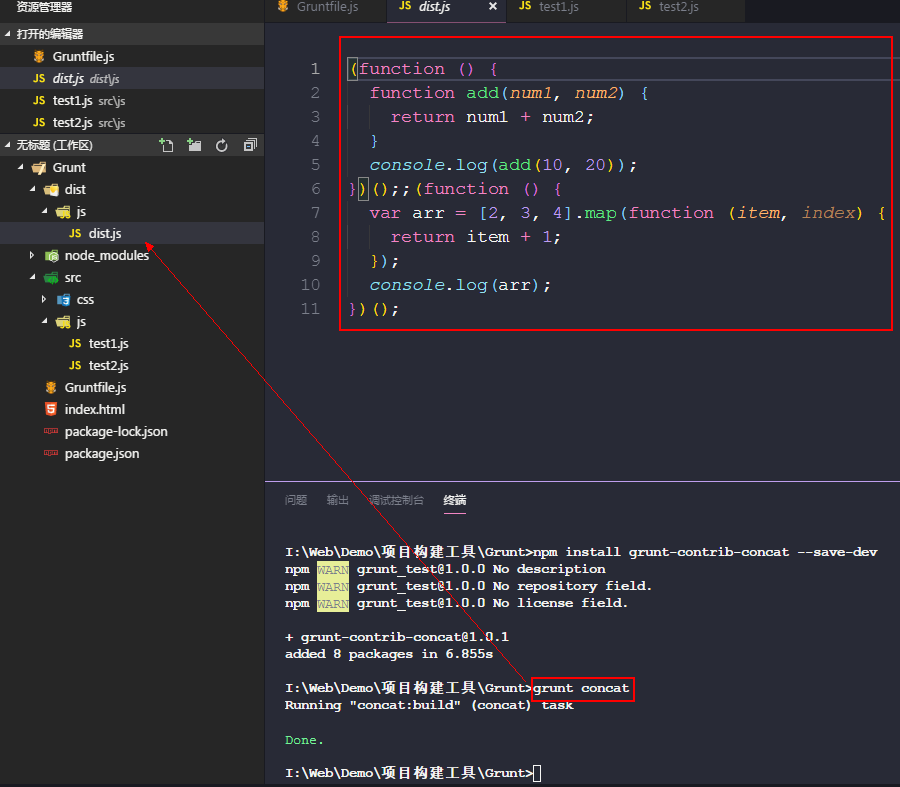 资源管理器
打开的编辑器
Gruntfile.js
JS dist.js dist\js
JS test1.js src\js
JS test2.js src\js
无标题 (工作区)
Grunt
dist
js
JS dist.js
node_modules
src
css
js
JS test1.js
JS test2.js
Gruntfile.js
index.html
package-lock.json
package.json
Gruntfile.js
JS dist.js
JS test1.js
JS test2.js
1 (function () {
2 function add(num1, num2) {
3 return num1 + num2;
4 }
5 console.log(add(10, 20));
6 })();;(function () {
7 var arr = [2, 3, 4].map(function (item, index) {
8 return item + 1;
9 });
10 console.log(arr);
11 })();
问题 输出 调试控制台 终端
I:\Web\Demo\项目构建工具\Grunt>npm install grunt-contrib-concat --save-dev
npm WARN grunt_test@1.0.0 No description
npm WARN grunt_test@1.0.0 No repository field.
npm WARN grunt_test@1.0.0 No license field.
+ grunt-contrib-concat@1.0.1
added 8 packages in 6.855s
I:\Web\Demo\项目构建工具\Grunt>grunt concat
Running "concat:build" (concat) task
Done.
I:\Web\Demo\项目构建工具\Grunt>